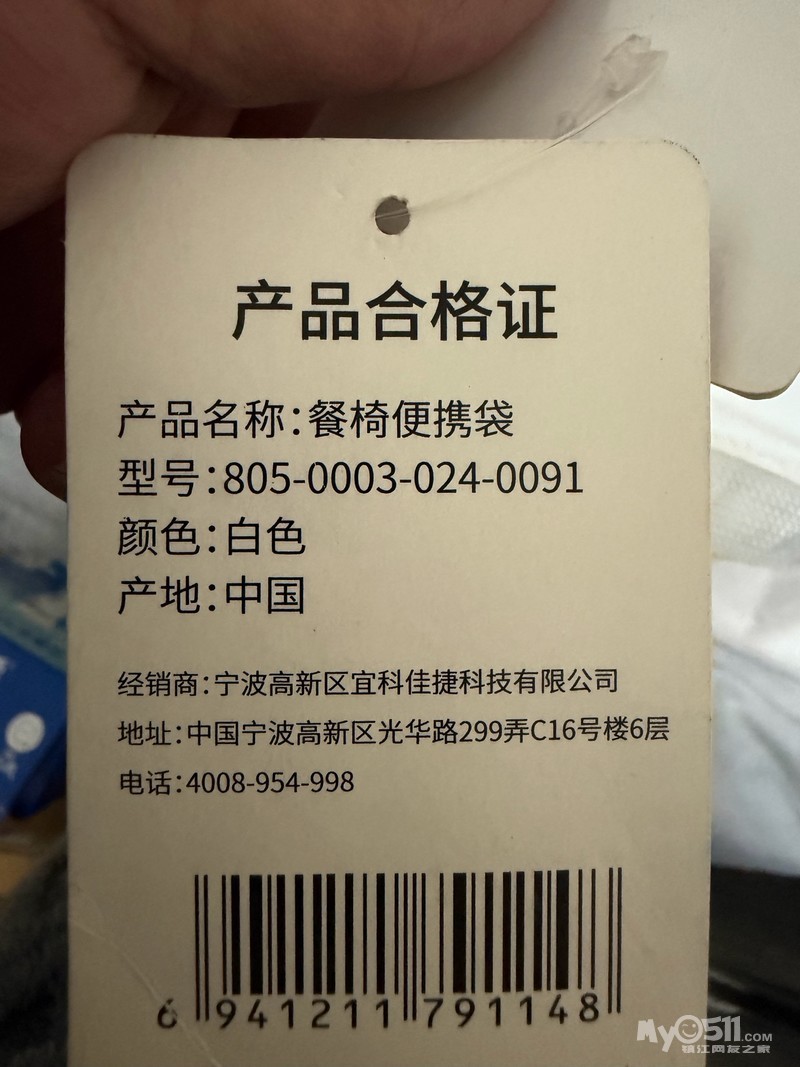 产品合格证
产品名称:餐椅便携袋
型号:805-0003-024-0091
颜色:白色
产地:中国
经销商:宁波高新区宜科佳捷科技有限公司
地址:中国宁波高新区光华路299弄C16号楼6层
电话:4008-954-998
6 941211 791148
My0511.COM
镇江网友之家